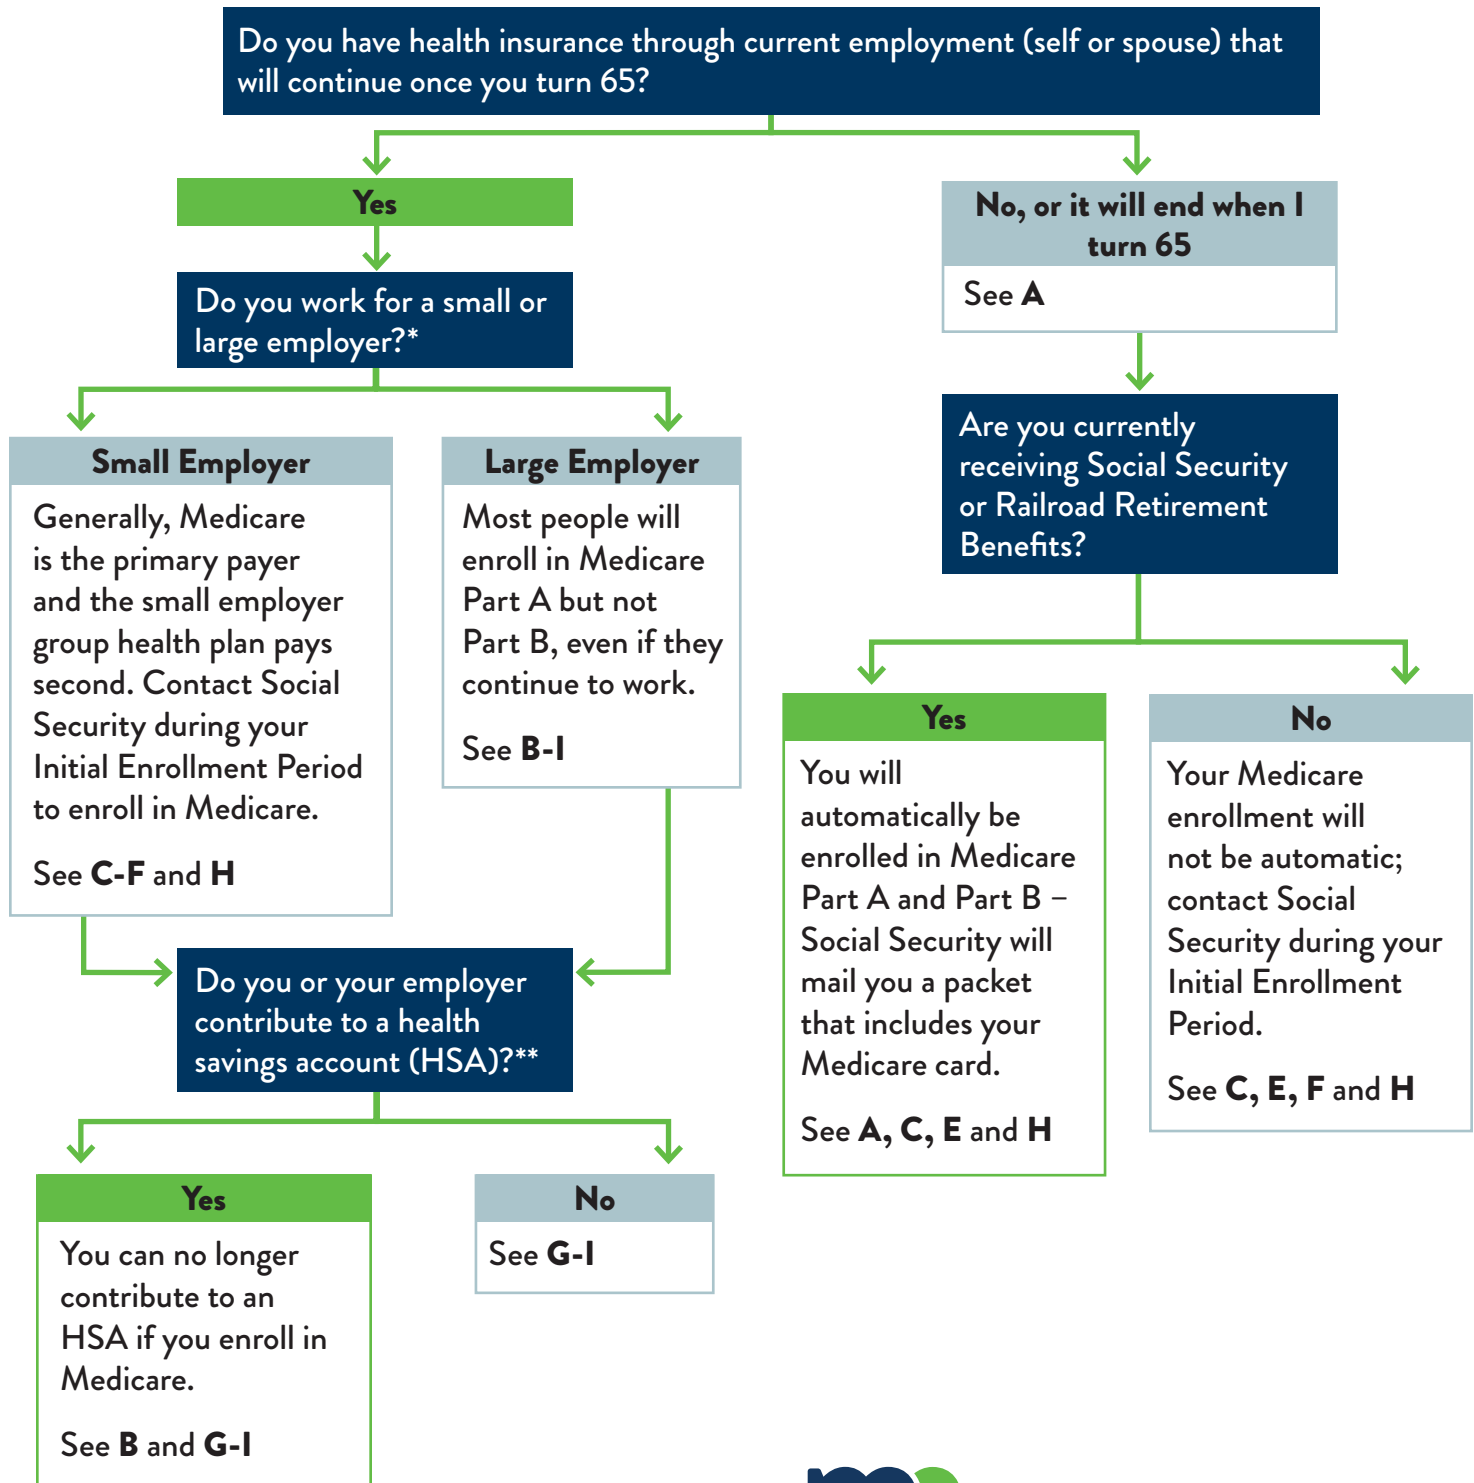 Do you have health insurance through current employment (self or spouse) that
will continue once you turn 65?
Yes
Do you work for a small or
large employer?*
Small Employer
Generally, Medicare
is the primary payer
and the small employer
group health plan pays
second. Contact Social
Security during your
Initial Enrollment Period
to enroll in Medicare.
See C-F and H
Large Employer
Most people will
enroll in Medicare
Part A but not
Part B, even if they
continue to work.
See B-I
Do you or your employer
contribute to a health
savings account (HSA)?**
Yes
You can no longer
contribute to an
HSA if you enroll in
Medicare.
See B and G-I
No
See G-I
No, or it will end when I
turn 65
See A
Are you currently
receiving Social Security
or Railroad Retirement
Benefits?
Yes
You will
automatically be
enrolled in Medicare
Part A and Part B –
Social Security will
mail you a packet
that includes your
Medicare card.
See A, C, E and H
No
Your Medicare
enrollment will
not be automatic;
contact Social
Security during your
Initial Enrollment
Period.
See C, E, F and H